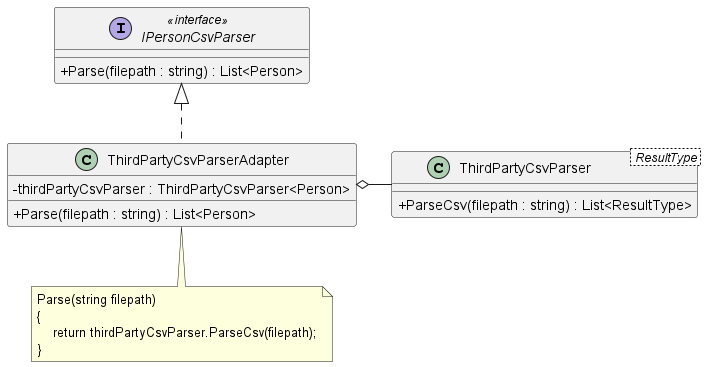 «interface»
I IPersonCsvParser
+Parse(filepath : string) : List<Person>
C ThirdPartyCsvParserAdapter
-thirdPartyCsvParser : ThirdPartyCsvParser<Person>
+Parse(filepath : string) : List<Person>
ResultType
C ThirdPartyCsvParser
+ParseCsv(filepath : string) : List<ResultType>
Parse(string filepath)
{
return thirdPartyCsvParser.ParseCsv(filepath);
}